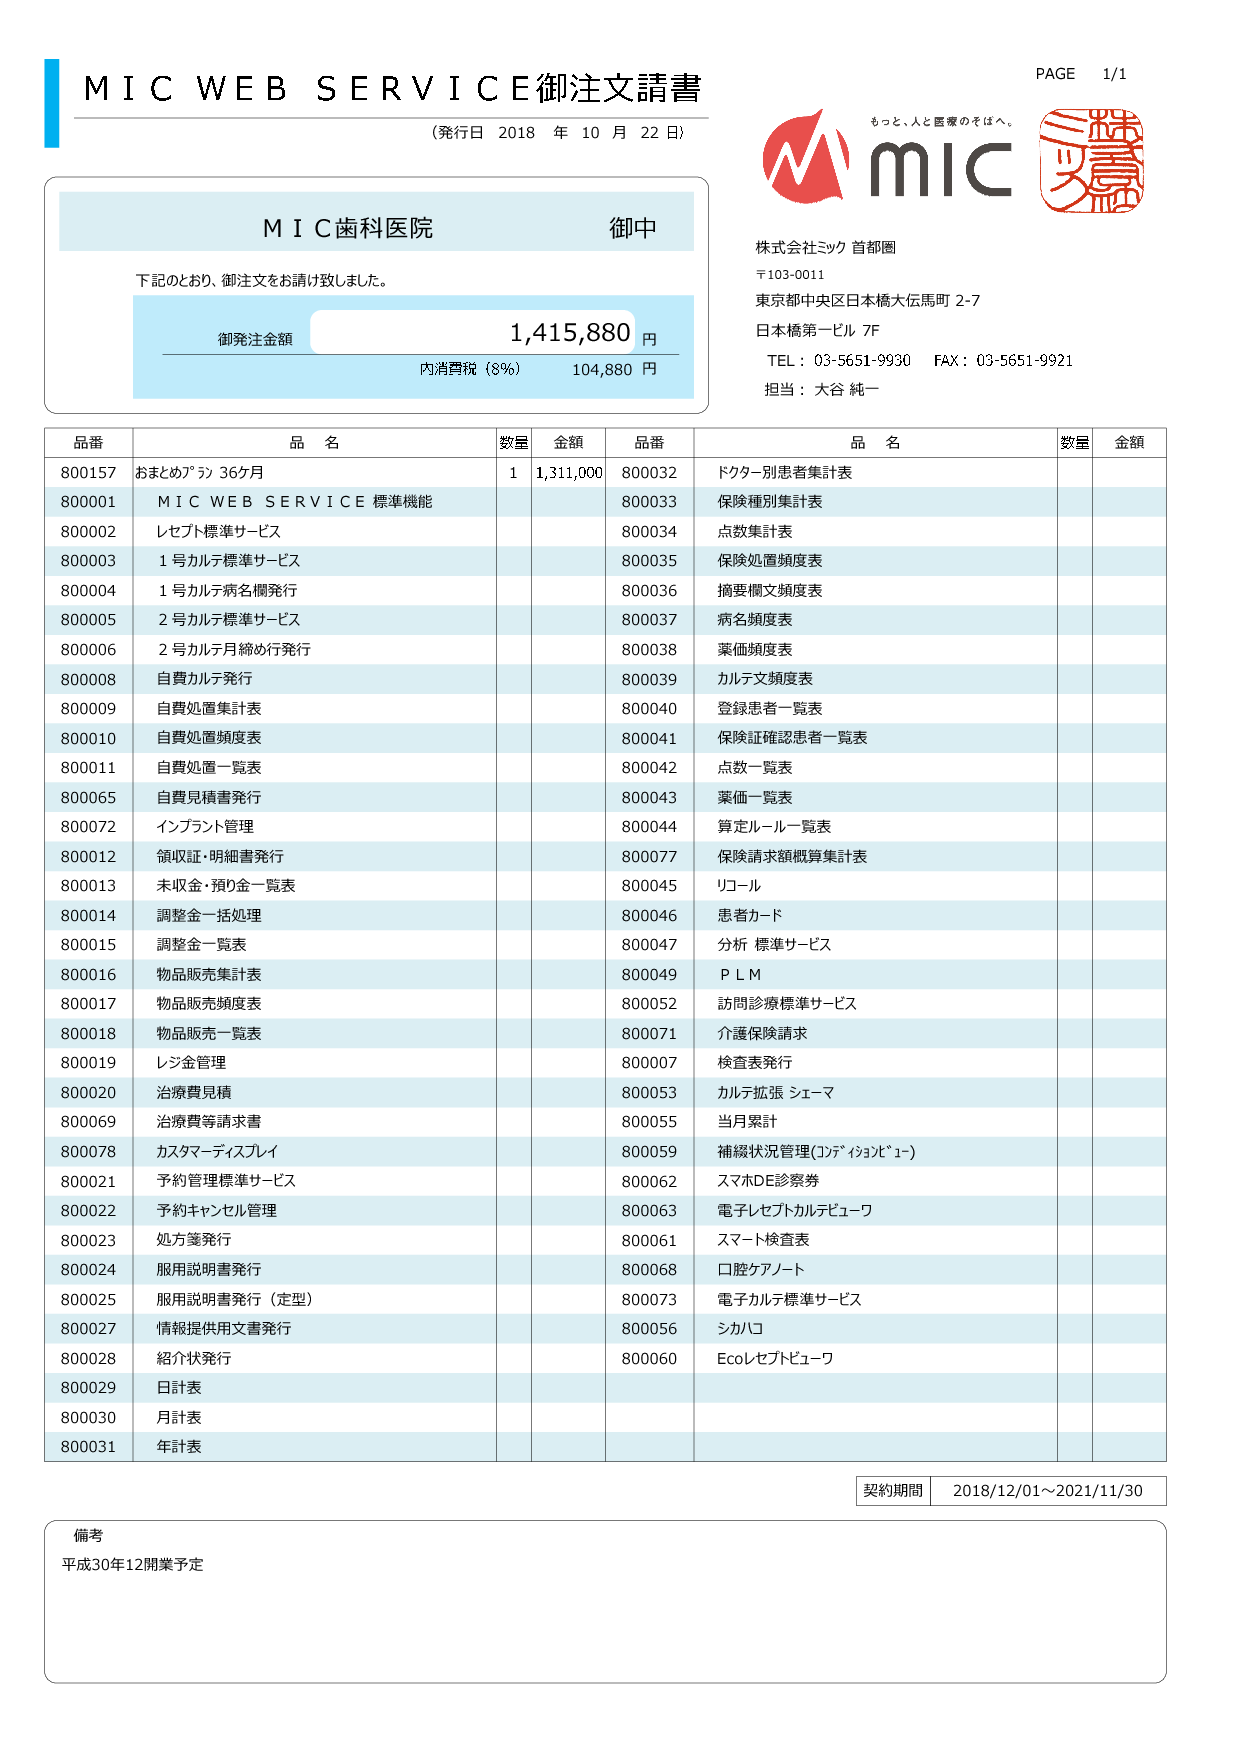 PAGE 1/1
ＭＩＣ ＷＥＢ ＳＥＲＶＩＣＥ御注文請書
（発行日 2018 年 10 月 22 日）
もっと、人と医療のそばへ。
mic
株式会社ミック
ＭＩＣ歯科医院 御中
下記のとおり、御注文をお請け致しました。
御発注金額 1,415,880 円
内消費税（8%） 104,880 円
株式会社ミック 首都圏
〒103-0011
東京都中央区日本橋大伝馬町 2-7
日本橋第一ビル 7F
TEL： 03-5651-9930 FAX： 03-5651-9921
担当： 大谷 純一
品番 品 名 数量 金額 品番 品 名 数量 金額
800157 おまとめﾌﾟﾗﾝ 36ケ月 1 1,311,000 800032 ドクター別患者集計表
800001 ＭＩＣ ＷＥＢ ＳＥＲＶＩＣＥ 標準機能 800033 保険種別集計表
800002 レセプト標準サービス 800034 点数集計表
800003 １号カルテ標準サービス 800035 保険処置頻度表
800004 １号カルテ病名欄発行 800036 摘要欄文頻度表
800005 ２号カルテ標準サービス 800037 病名頻度表
800006 ２号カルテ月締め行発行 800038 薬価頻度表
800008 自費カルテ発行 800039 カルテ文頻度表
800009 自費処置集計表 800040 登録患者一覧表
800010 自費処置頻度表 800041 保険証確認患者一覧表
800011 自費処置一覧表 800042 点数一覧表
800065 自費見積書発行 800043 薬価一覧表
800072 インプラント管理 800044 算定ルール一覧表
800012 領収証・明細書発行 800077 保険請求額概算集計表
800013 未収金・預り金一覧表 800045 リコール
800014 調整金一括処理 800046 患者カード
800015 調整金一覧表 800047 分析 標準サービス
800016 物品販売集計表 800049 ＰＬＭ
800017 物品販売頻度表 800052 訪問診療標準サービス
800018 物品販売一覧表 800071 介護保険請求
800019 レジ金管理 800007 検査表発行
800020 治療費見積 800053 カルテ拡張 シェーマ
800069 治療費等請求書 800055 当月累計
800078 カスタマーディスプレイ 800059 補綴状況管理(ｺﾝﾃﾞｨｼｮﾝﾋﾞｭｰ)
800021 予約管理標準サービス 800062 スマホDE診察券
800022 予約キャンセル管理 800063 電子レセプトカルテビューワ
800023 処方箋発行 800061 スマート検査表
800024 服用説明書発行 800068 口腔ケアノート
800025 服用説明書発行（定型） 800073 電子カルテ標準サービス
800027 情報提供用文書発行 800056 シカハコ
800028 紹介状発行 800060 Ecoレセプトビューワ
800029 日計表
800030 月計表
800031 年計表
契約期間 2018/12/01～2021/11/30
備考
平成30年12開業予定